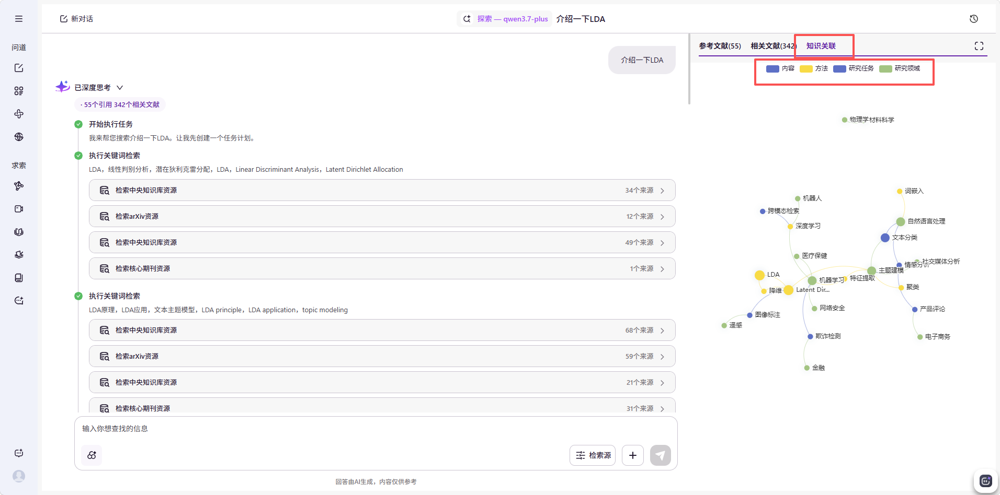 新对话
探索 — qwen3.7-plus
介绍一下LDA
问道
求索
介绍一下LDA
已深度思考
· 55个引用 342个相关文献
开始执行任务
我来帮您搜索介绍一下LDA。让我先创建一个任务计划。
执行关键词检索
LDA，线性判别分析，潜在狄利克雷分配，LDA，Linear Discriminant Analysis，Latent Dirichlet Allocation
检索中央知识库资源
34个来源
检索arXiv资源
12个来源
检索中央知识库资源
49个来源
检索核心期刊资源
1个来源
执行关键词检索
LDA原理，LDA应用，文本主题模型，LDA principle，LDA application，topic modeling
检索中央知识库资源
68个来源
检索arXiv资源
59个来源
检索中央知识库资源
21个来源
检索核心期刊资源
31个来源
输入你想查找的信息
检索源
回答由AI生成，内容仅供参考
参考文献(55)
相关文献(342)
知识关联
内容
方法
研究任务
研究领域
物理学
材料科学
词嵌入
机器人
跨模态检索
自然语言处理
深度学习
文本分类
医疗保健
社交媒体分析
情感分析
主题建模
LDA
机器学习
特征提取
聚类
降维
Latent Dir...
网络安全
产品评论
图像标注
遥感
欺诈检测
电子商务
金融